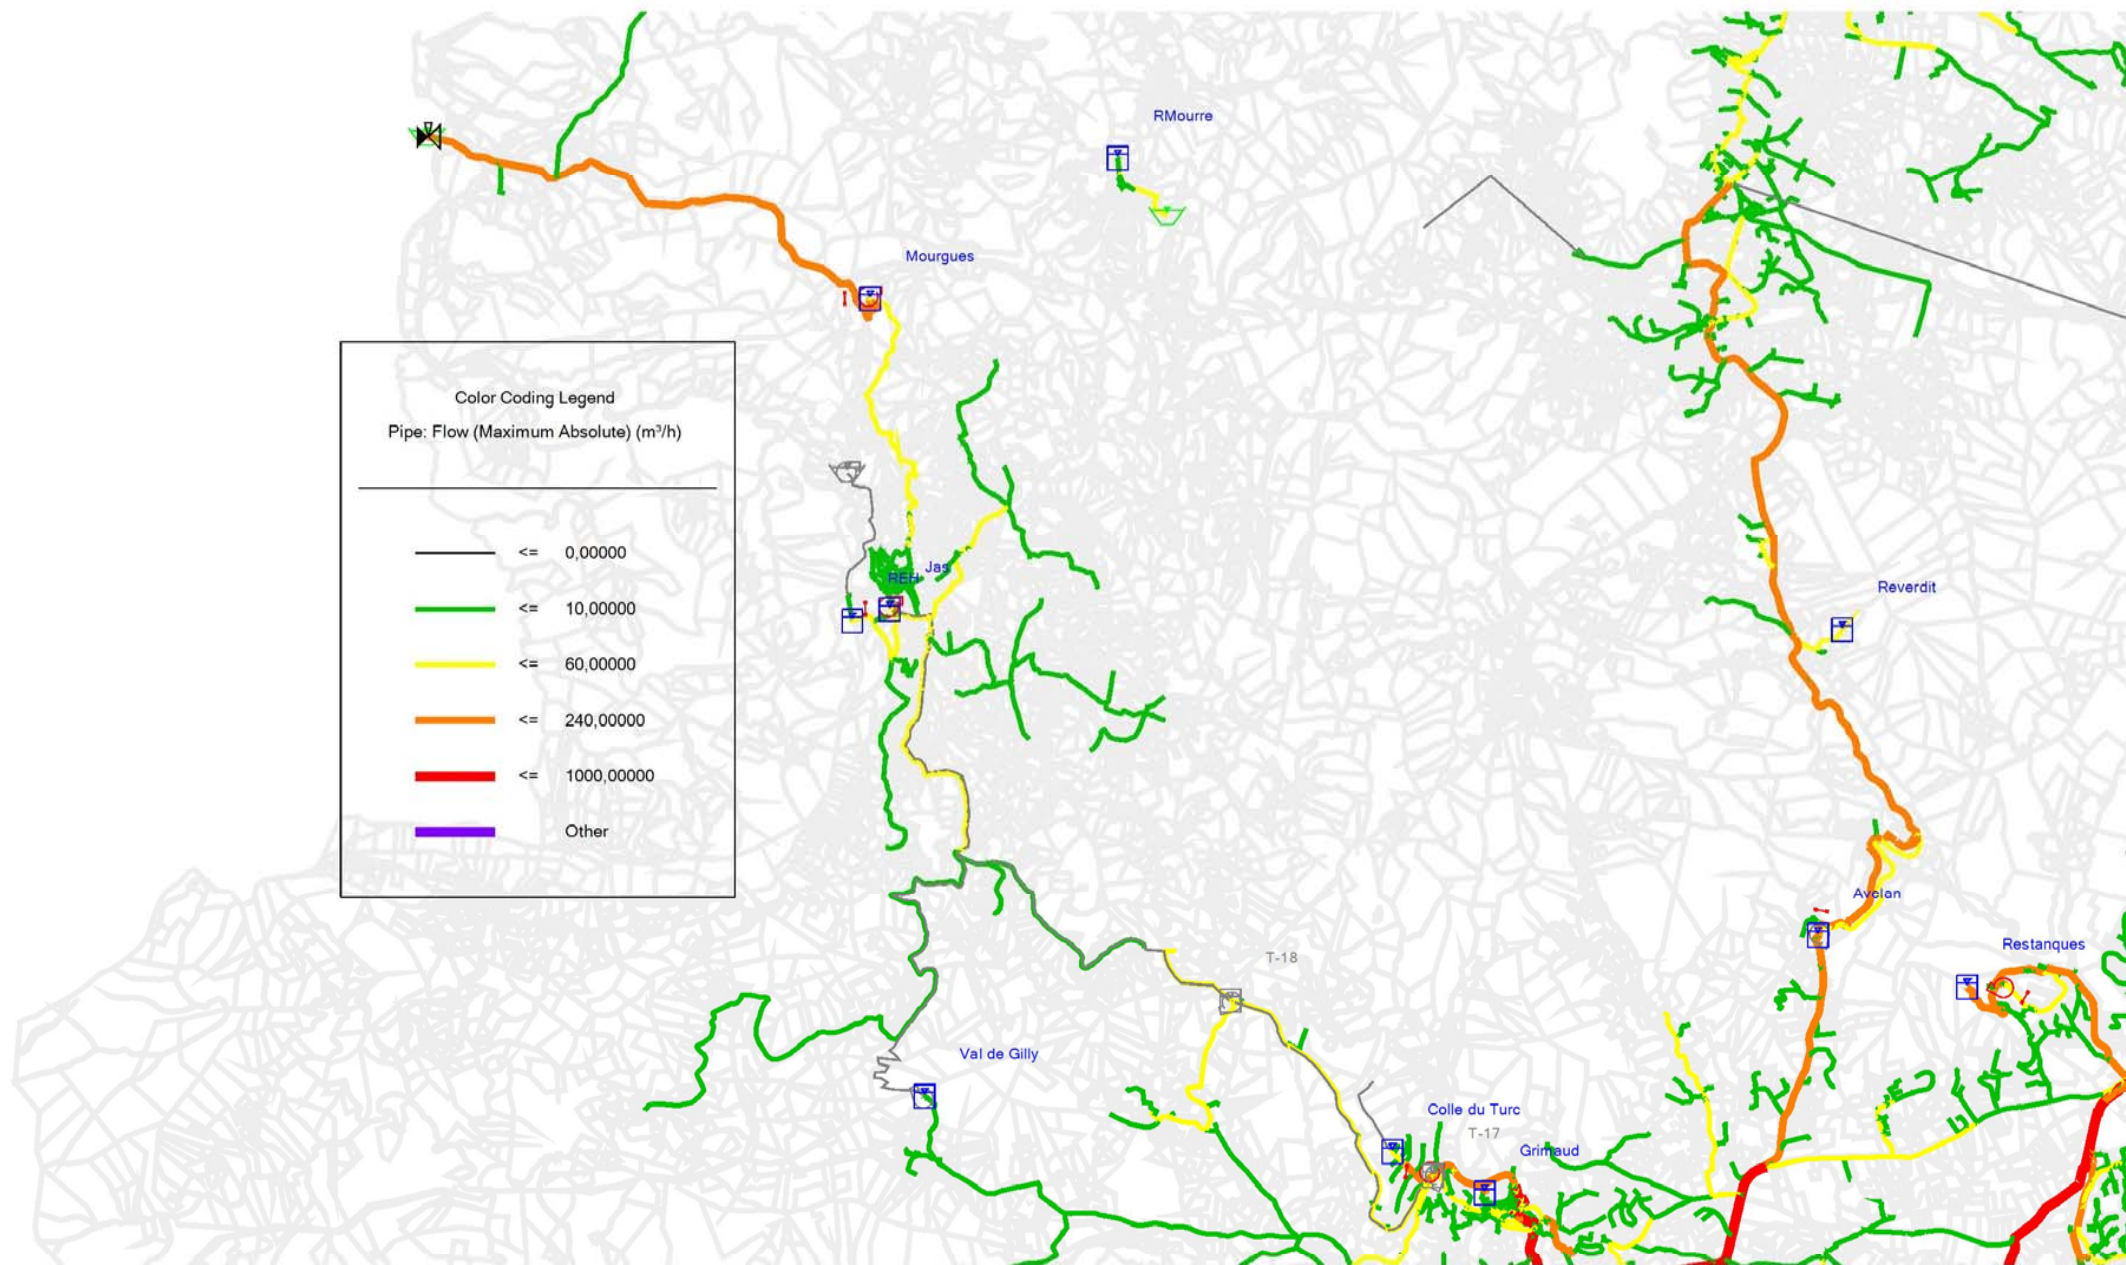 RMourre
Mourgues
Color Coding Legend
Pipe: Flow (Maximum Absolute) (m³/h)
<= 0,00000
<= 10,00000
<= 60,00000
<= 240,00000
<= 1000,00000
Other
Jas
REH
Reverdit
Avelan
Restanques
T-18
Val de Gilly
Colle du Turc
T-17
Grimaud